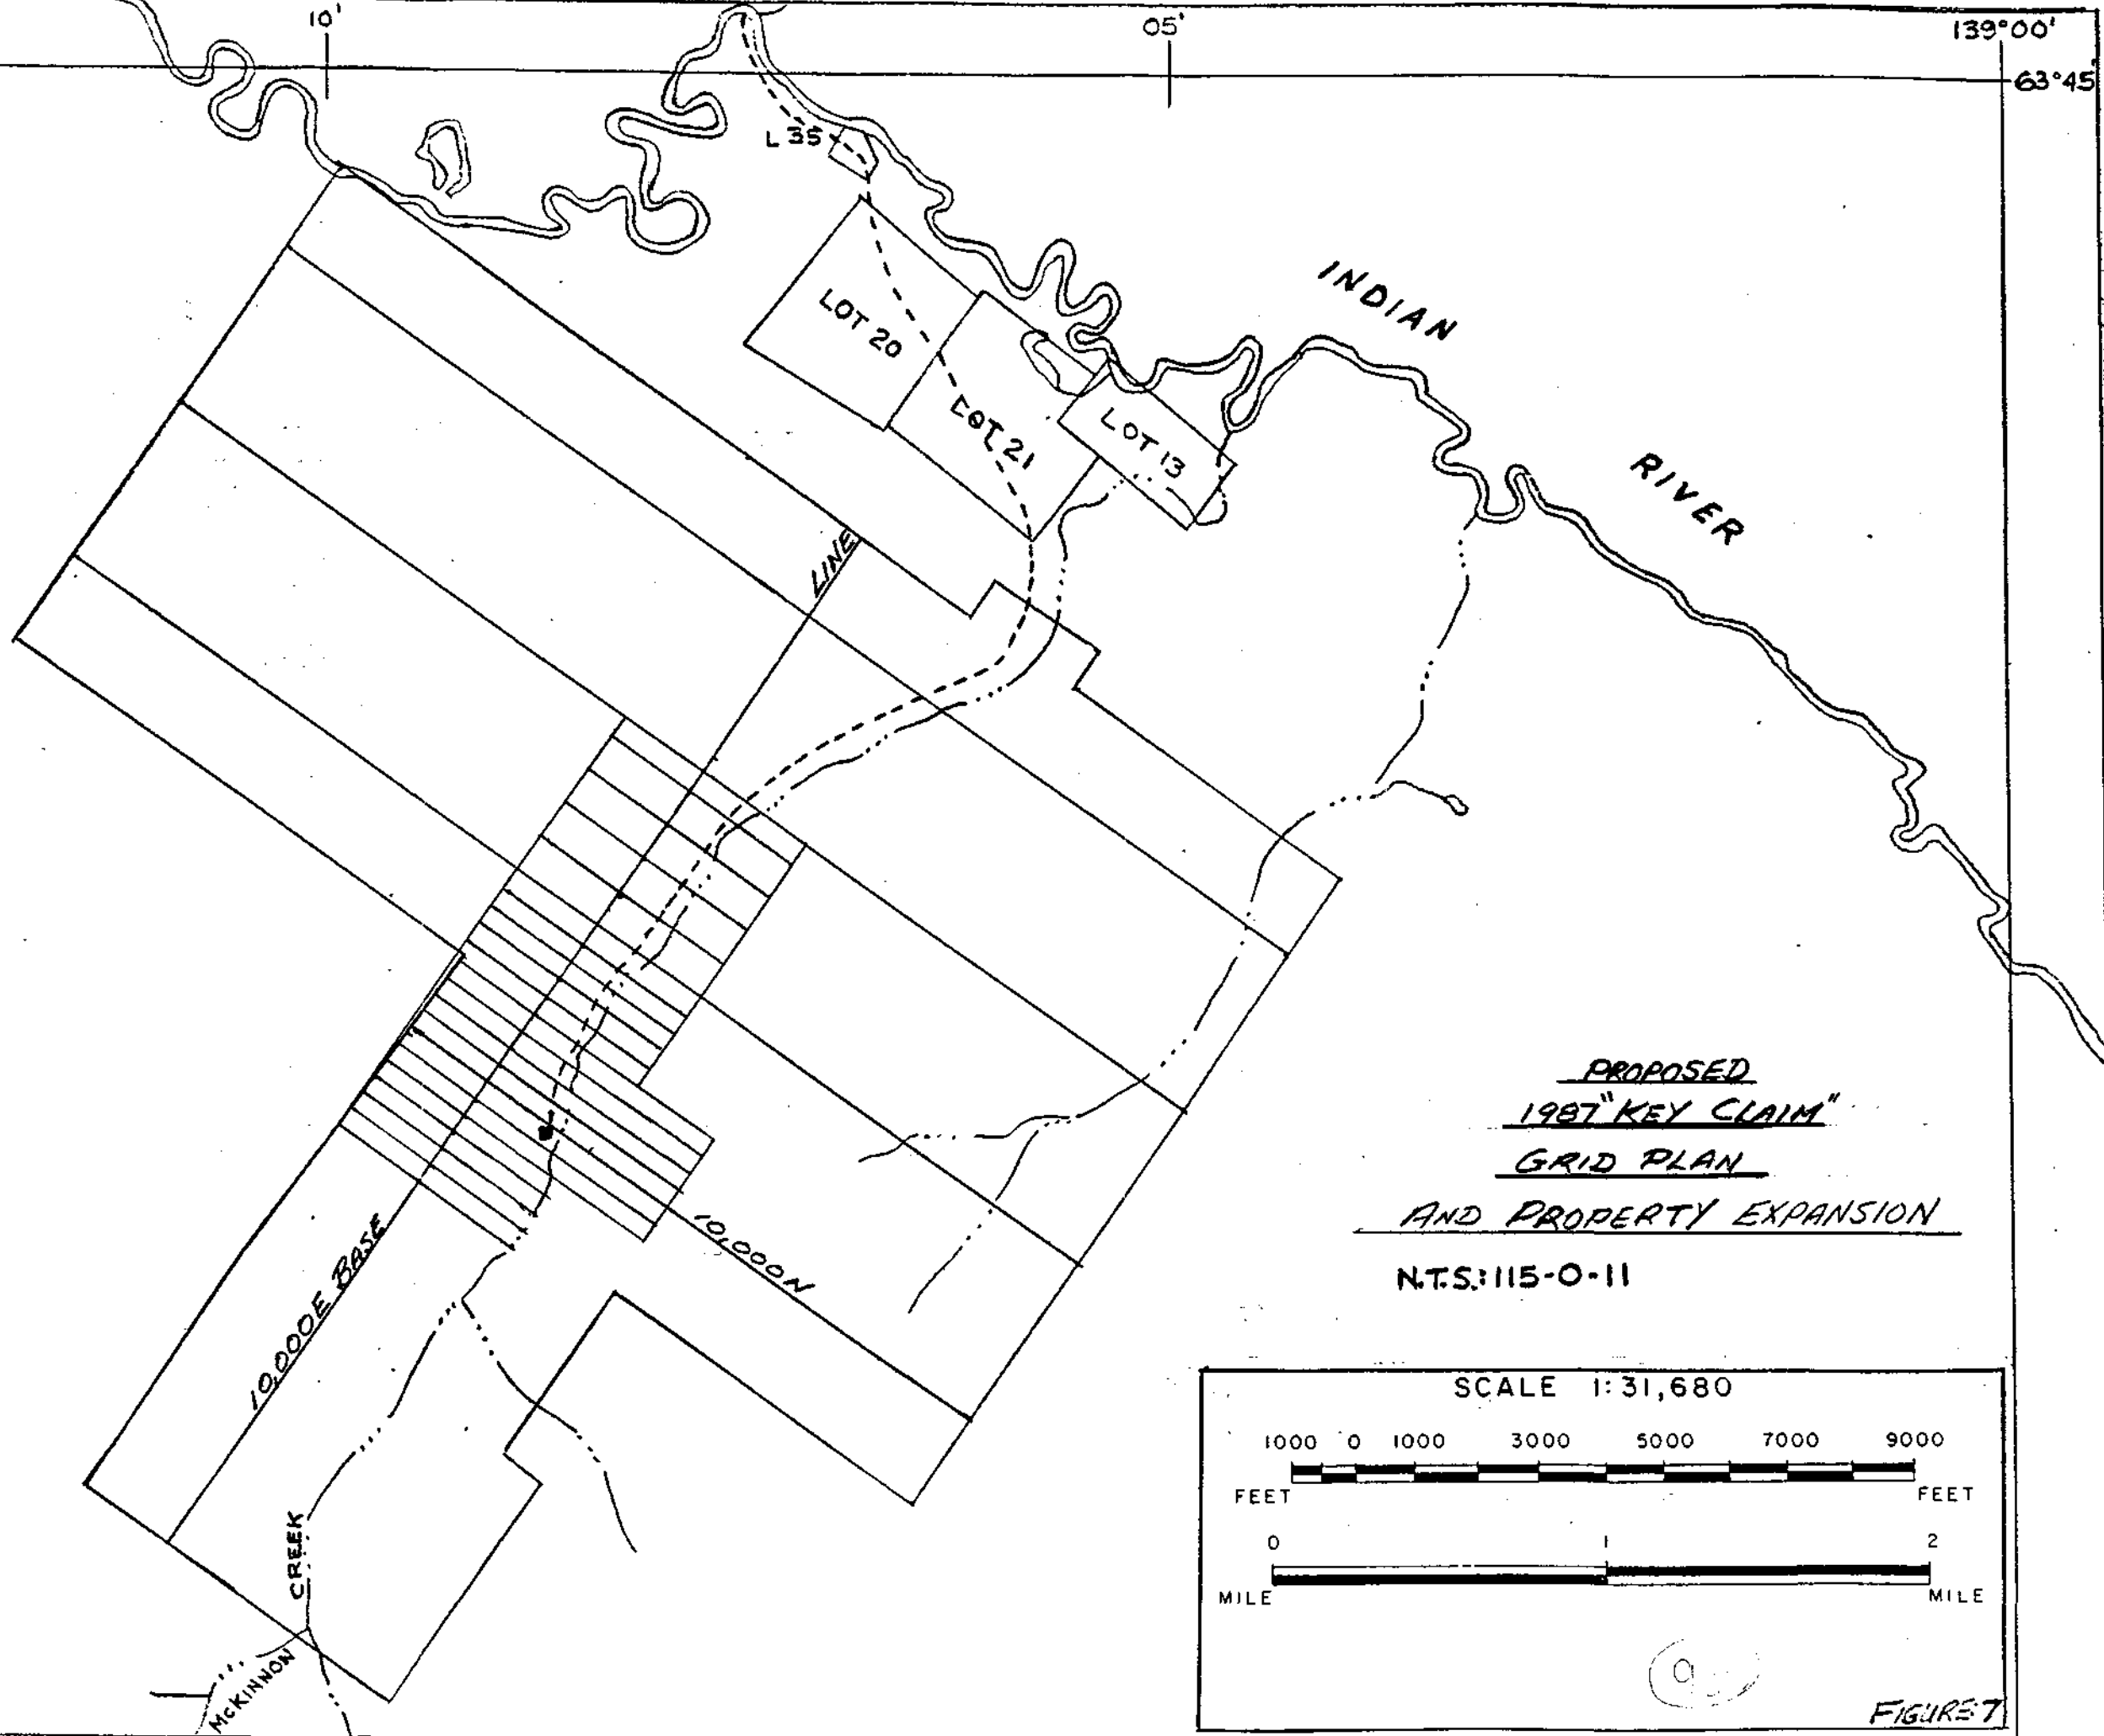 10'
05'
139°00'
63°45'
L 35
INDIAN
RIVER
LOT 20
LOT 21
LOT 13
LINE
10,000E BASE
10,000N
CREEK
McKINNON
PROPOSED
1987 "KEY CLAIM"
GRID PLAN
AND PROPERTY EXPANSION
N.T.S.: 115-O-11
SCALE 1:31,680
1000 0 1000 3000 5000 7000 9000
FEET FEET
0 1 2
MILE MILE
9
FIGURE: 7